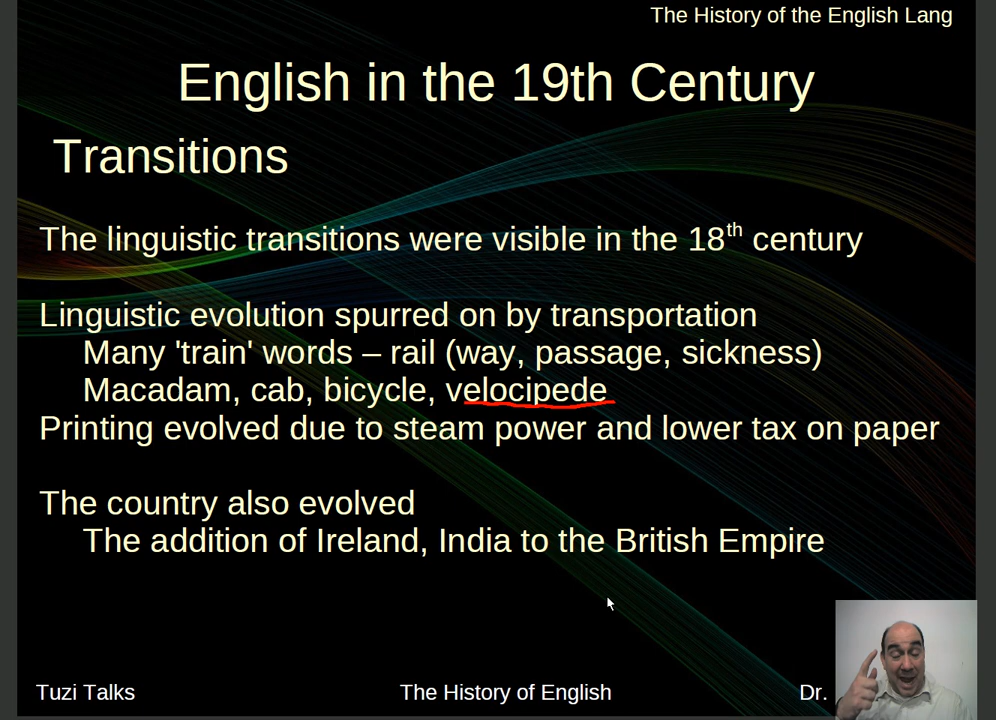 The History of the English Lang
English in the 19th Century
Transitions
The linguistic transitions were visible in the 18th century
Linguistic evolution spurred on by transportation
Many 'train' words – rail (way, passage, sickness)
Macadam, cab, bicycle, velocipede
Printing evolved due to steam power and lower tax on paper
The country also evolved
The addition of Ireland, India to the British Empire
Tuzi Talks
The History of English
Dr.